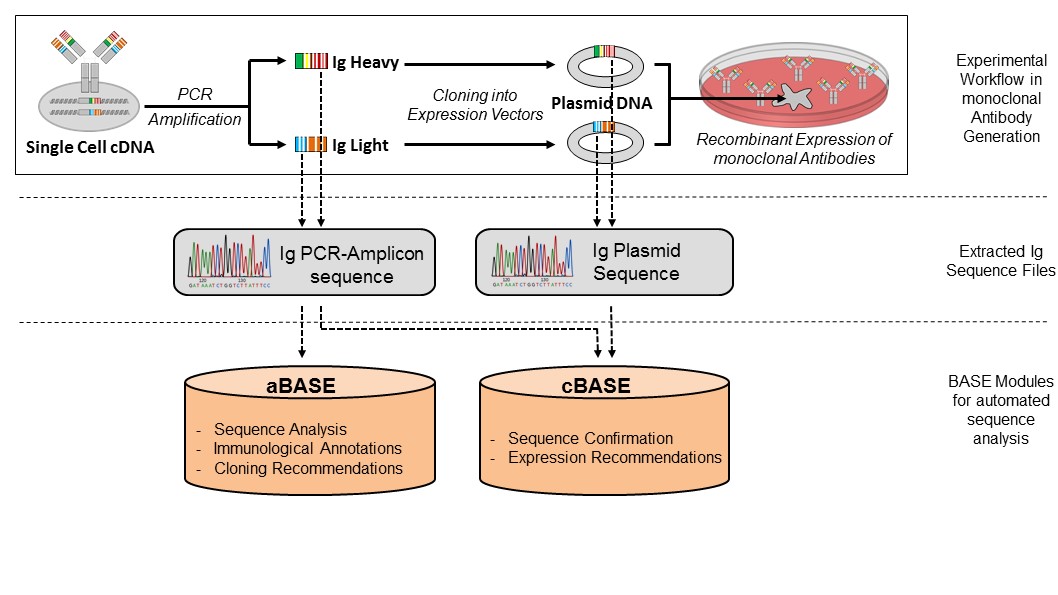 Ig Heavy
PCR
Amplification
Single Cell cDNA
Ig Light
Cloning into
Expression Vectors
Plasmid DNA
Recombinant Expression of
monoclonal Antibodies
Experimental
Workflow in
monoclonal
Antibody
Generation
Ig PCR-Amplicon
sequence
120 130
GATAAATCTGGTCTTATTTCC
Ig Plasmid
Sequence
120 130
GATAAATCTGGTCTTATTTCC
Extracted Ig
Sequence Files
aBASE
- Sequence Analysis
- Immunological Annotations
- Cloning Recommendations
cBASE
- Sequence Confirmation
- Expression Recommendations
BASE Modules
for automated
sequence
analysis